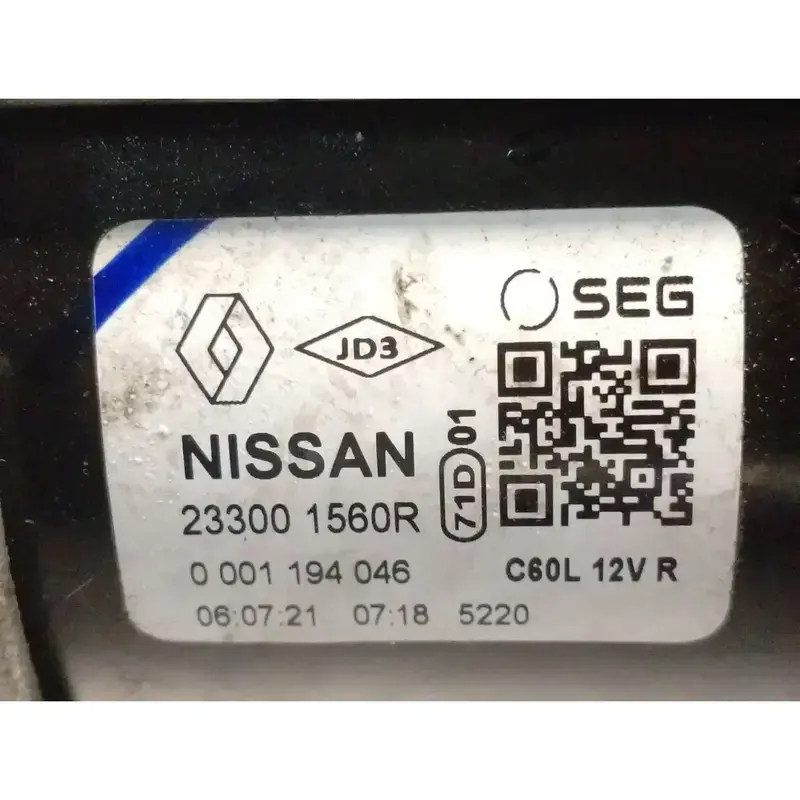 SEG
JD3
NISSAN
71D 01
23300 1560R
0 001 194 046
C60L 12V R
06:07:21 07:18 5220